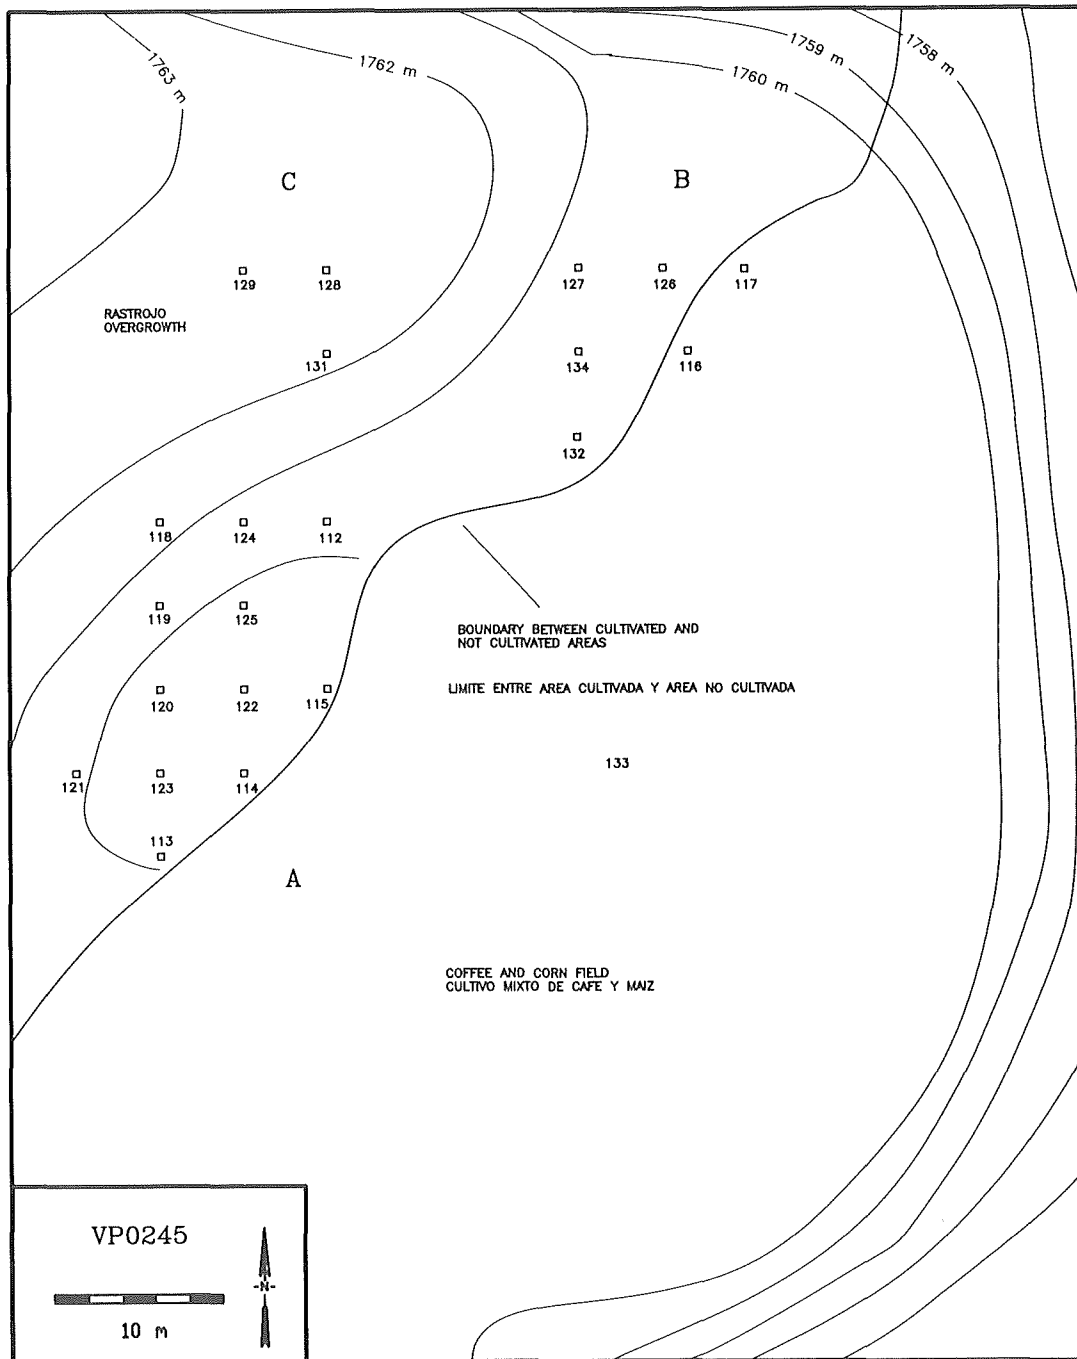 1763 m
1762 m
1759 m
1758 m
1760 m
C
B
129
128
127
126
117
RASTROJO
OVERGROWTH
131
134
116
132
118
124
112
119
125
BOUNDARY BETWEEN CULTIVATED AND
NOT CULTIVATED AREAS
LIMITE ENTRE AREA CULTIVADA Y AREA NO CULTIVADA
120
122
115
133
121
123
114
113
A
COFFEE AND CORN FIELD
CULTIVO MIXTO DE CAFE Y MAIZ
VP0245
-N-
10 m